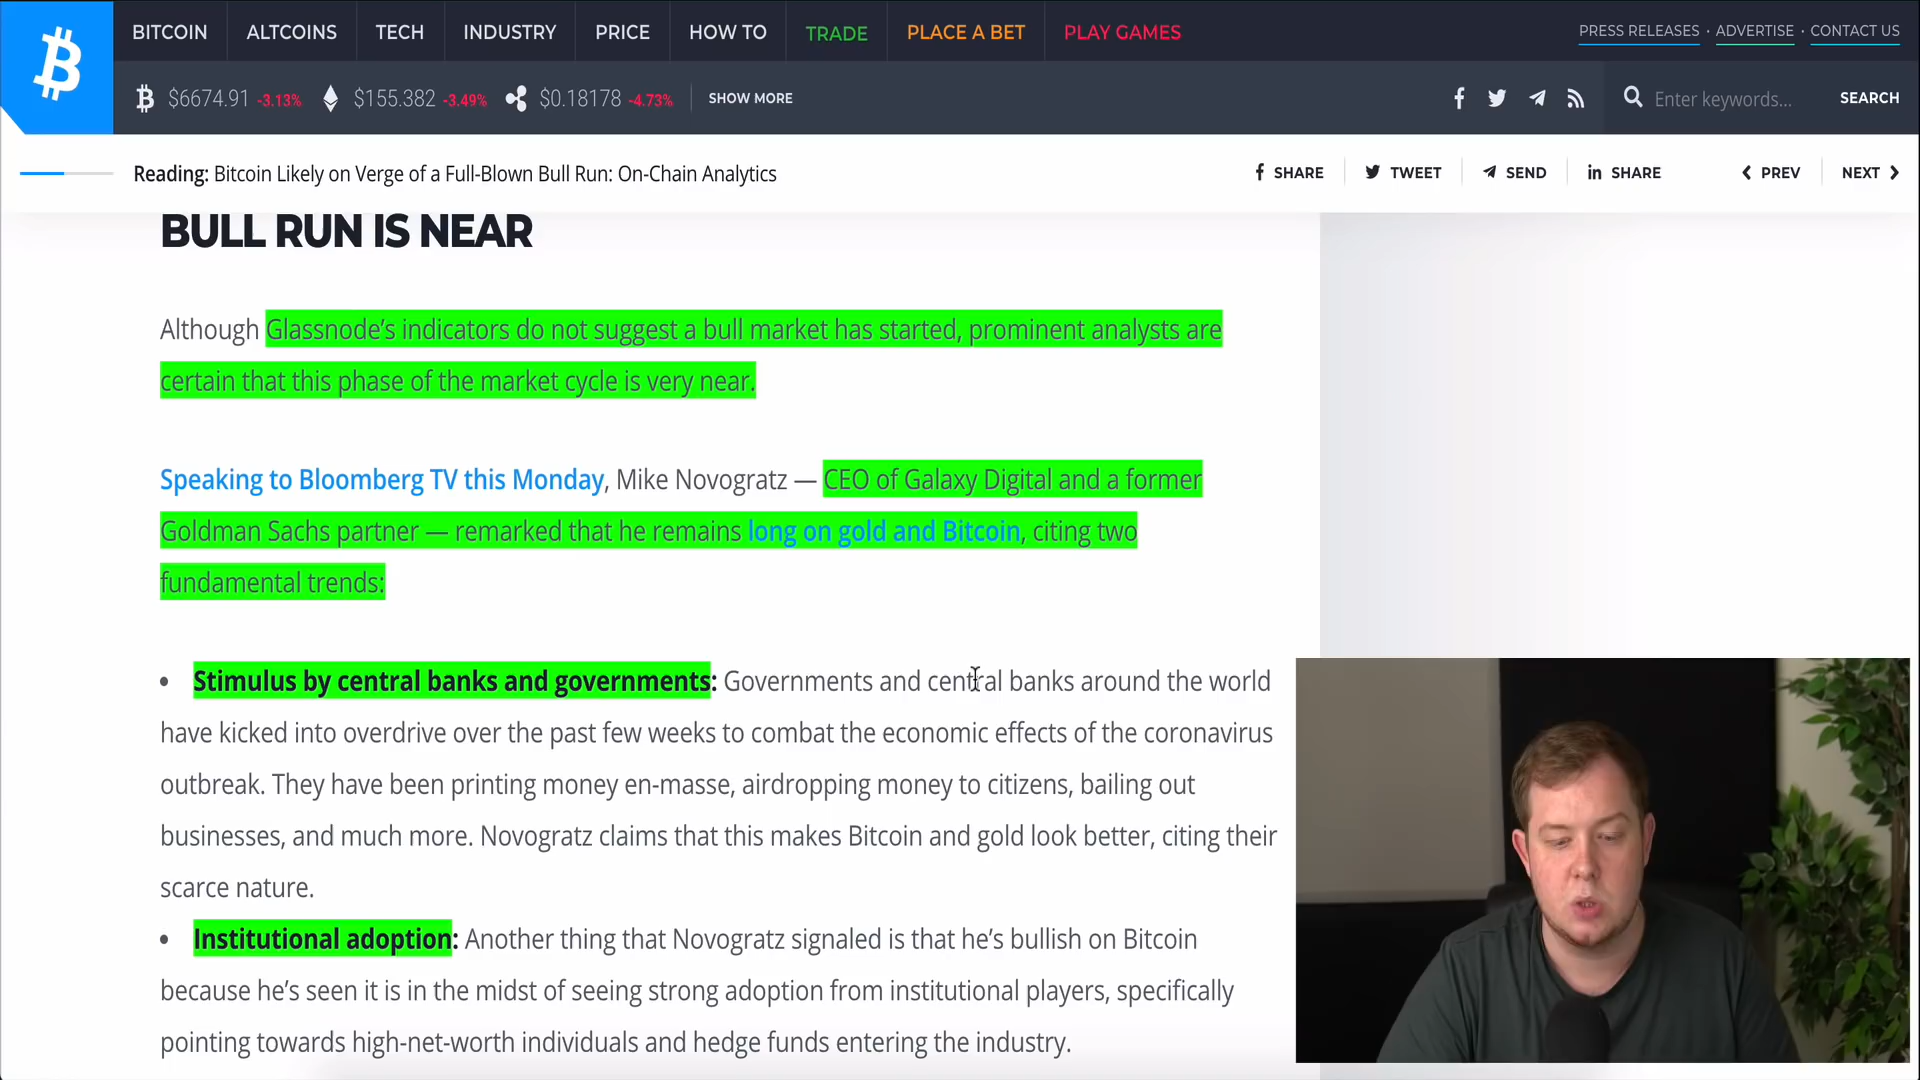 BITCOIN ALTCOINS TECH INDUSTRY PRICE HOW TO TRADE PLACE A BET PLAY GAMES PRESS RELEASES · ADVERTISE · CONTACT US
$6674.91 -3.13% $155.382 -3.49% $0.18178 -4.73% SHOW MORE Enter keywords... SEARCH
Reading: Bitcoin Likely on Verge of a Full-Blown Bull Run: On-Chain Analytics SHARE TWEET SEND SHARE PREV NEXT
BULL RUN IS NEAR
Although Glassnode’s indicators do not suggest a bull market has started, prominent analysts are
certain that this phase of the market cycle is very near.
Speaking to Bloomberg TV this Monday, Mike Novogratz — CEO of Galaxy Digital and a former
Goldman Sachs partner — remarked that he remains long on gold and Bitcoin, citing two
fundamental trends:
• Stimulus by central banks and governments: Governments and central banks around the world
have kicked into overdrive over the past few weeks to combat the economic effects of the coronavirus
outbreak. They have been printing money en-masse, airdropping money to citizens, bailing out
businesses, and much more. Novogratz claims that this makes Bitcoin and gold look better, citing their
scarce nature.
• Institutional adoption: Another thing that Novogratz signaled is that he’s bullish on Bitcoin
because he’s seen it is in the midst of seeing strong adoption from institutional players, specifically
pointing towards high-net-worth individuals and hedge funds entering the industry.